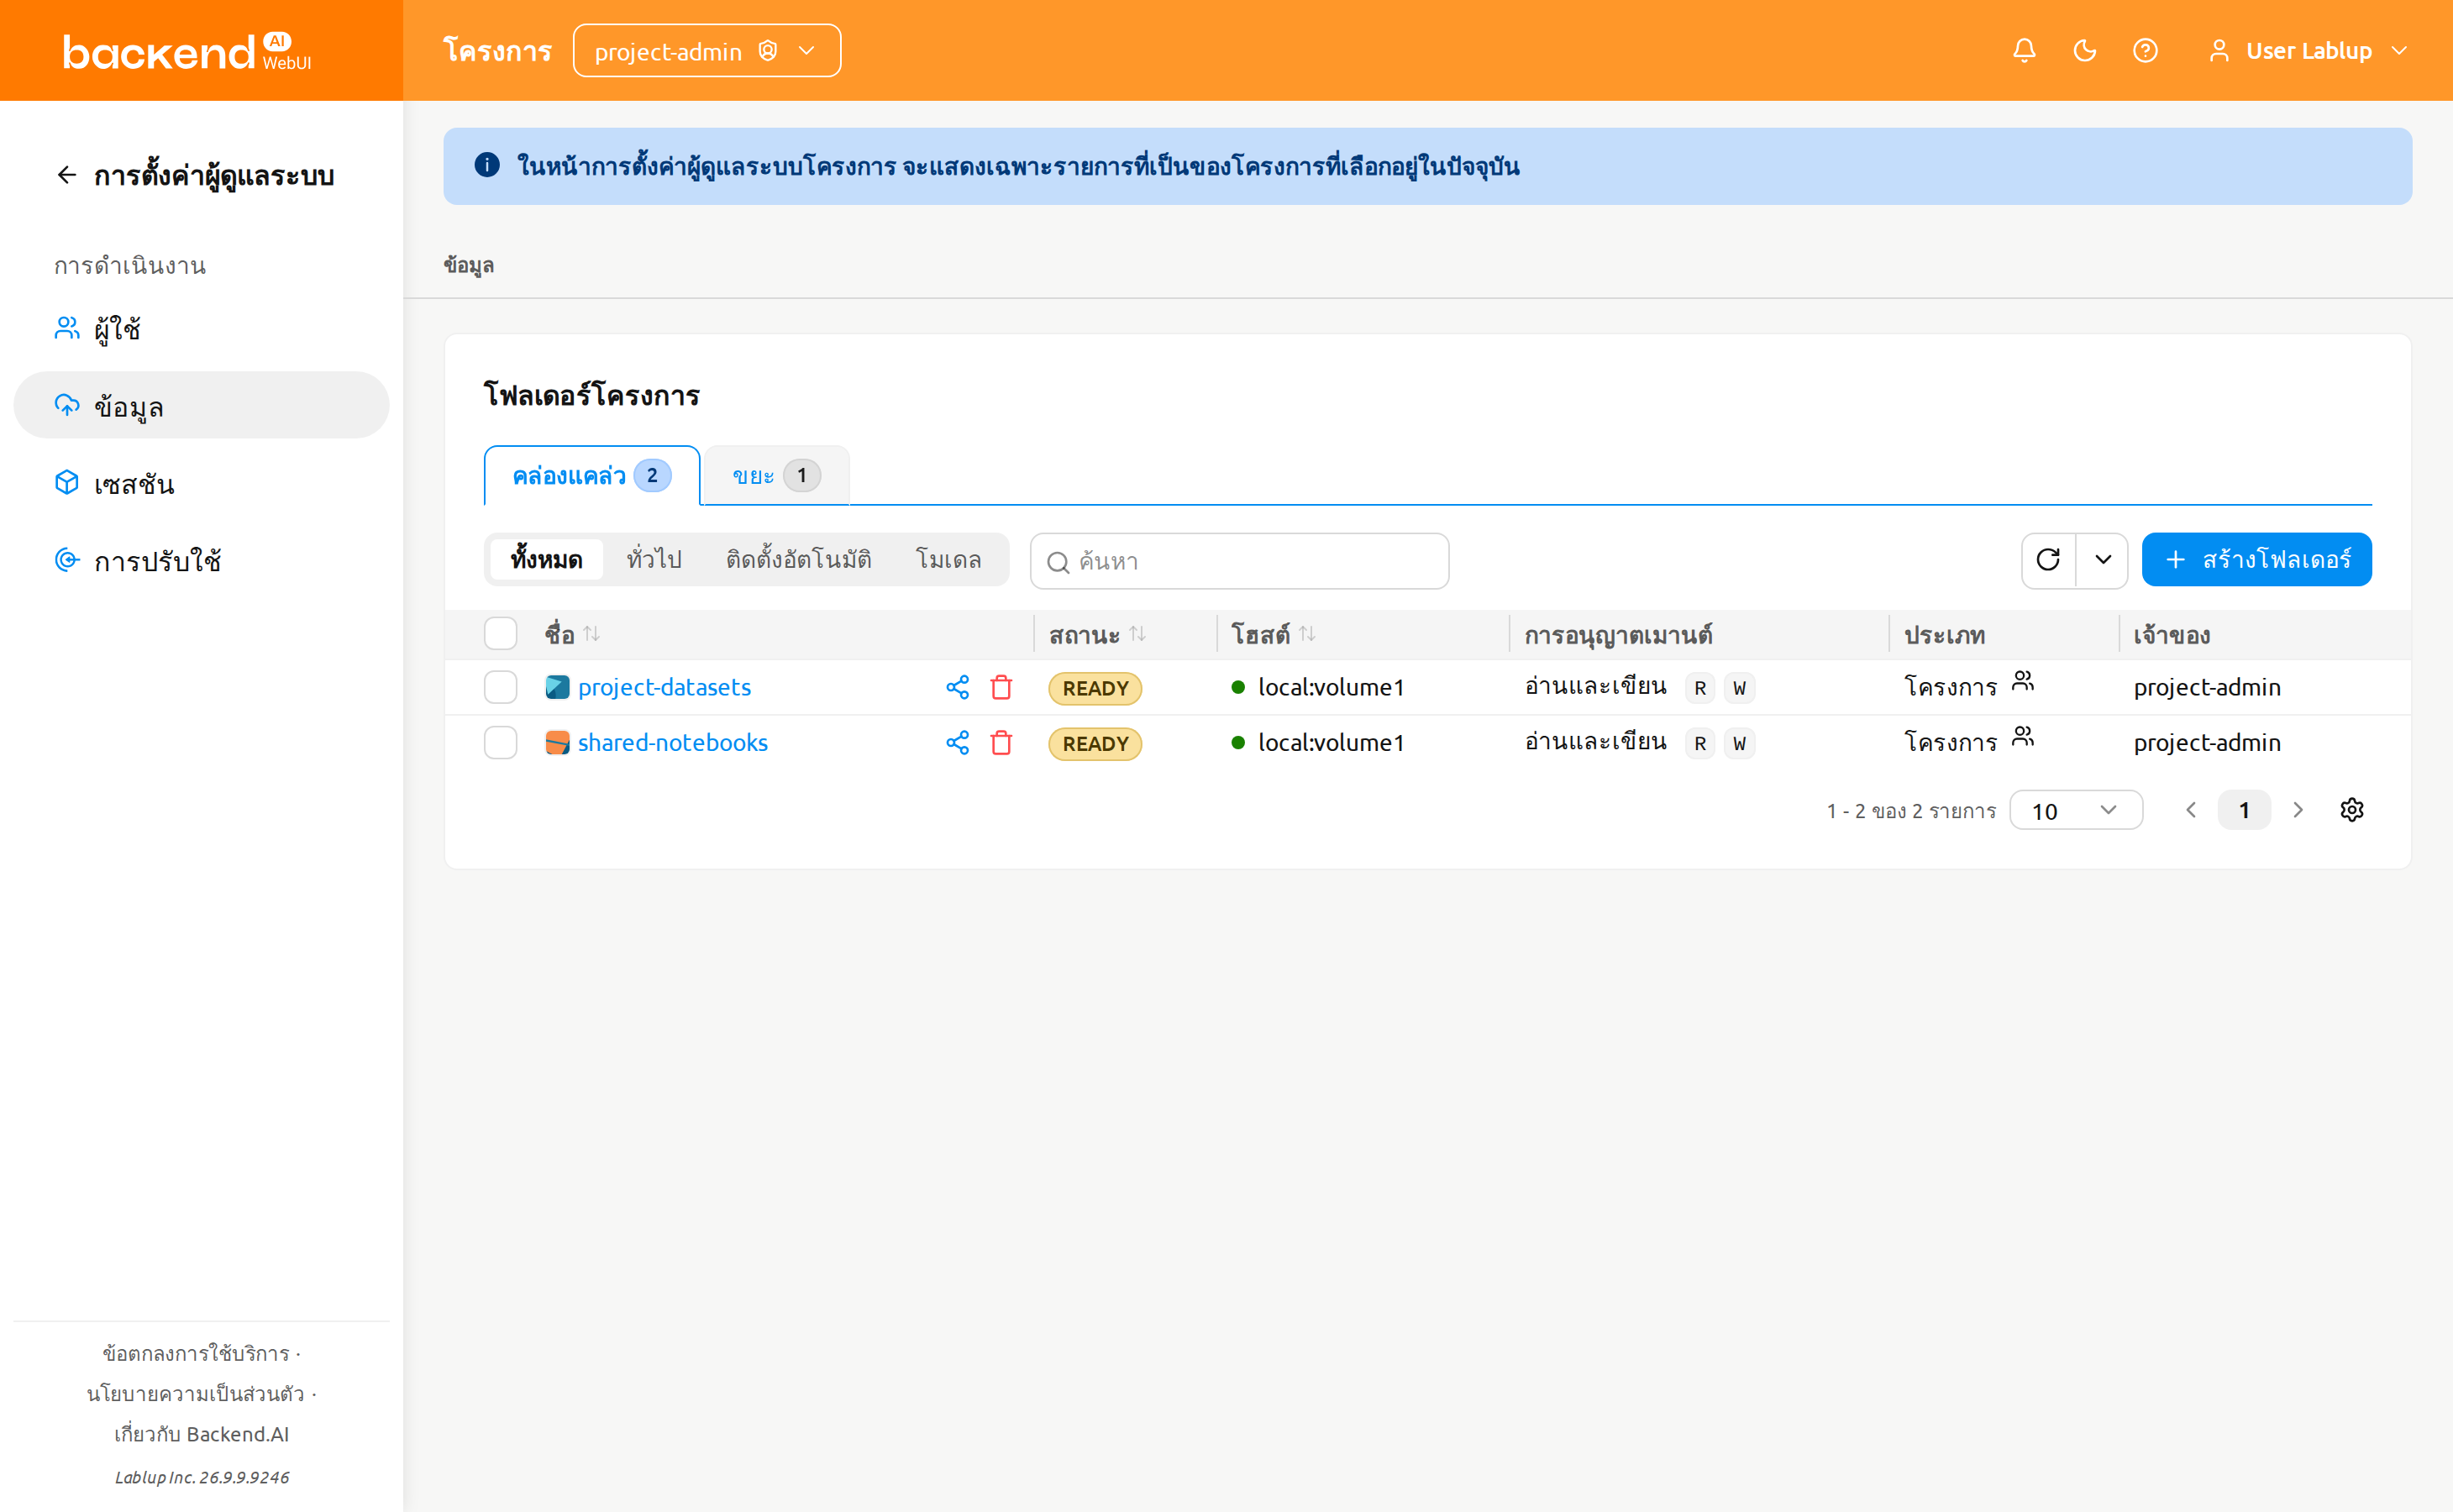 backend AI WebUI
โครงการ project-admin
User Lablup
การตั้งค่าผู้ดูแลระบบ
การดำเนินงาน
ผู้ใช้
ข้อมูล
เซสชัน
การปรับใช้
ข้อตกลงการใช้บริการ ·
นโยบายความเป็นส่วนตัว ·
เกี่ยวกับ Backend.AI
Lablup Inc. 26.9.9.9246
ในหน้าการตั้งค่าผู้ดูแลระบบโครงการ จะแสดงเฉพาะรายการที่เป็นของโครงการที่เลือกอยู่ในปัจจุบัน
ข้อมูล
โฟลเดอร์โครงการ
คล่องแคล่ว 2 ขยะ 1
ทั้งหมด ทั่วไป ติดตั้งอัตโนมัติ โมเดล ค้นหา สร้างโฟลเดอร์
ชื่อ สถานะ โฮสต์ การอนุญาตเมานต์ ประเภท เจ้าของ
project-datasets READY local:volume1 อ่านและเขียน R W โครงการ project-admin
shared-notebooks READY local:volume1 อ่านและเขียน R W โครงการ project-admin
1 - 2 ของ 2 รายการ 10 1